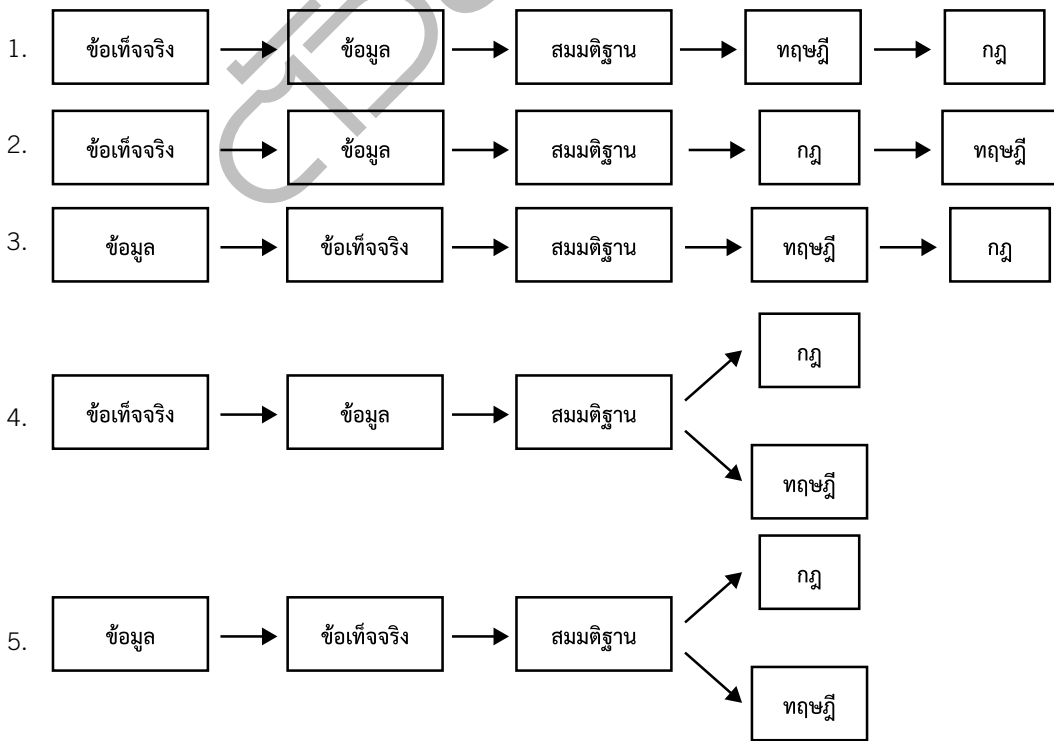 1. ข้อเท็จจริง ข้อมูล สมมติฐาน ทฤษฎี กฎ
2. ข้อเท็จจริง ข้อมูล สมมติฐาน กฎ ทฤษฎี
3. ข้อมูล ข้อเท็จจริง สมมติฐาน ทฤษฎี กฎ
กฎ
4. ข้อเท็จจริง ข้อมูล สมมติฐาน
ทฤษฎี
กฎ
5. ข้อมูล ข้อเท็จจริง สมมติฐาน
ทฤษฎี